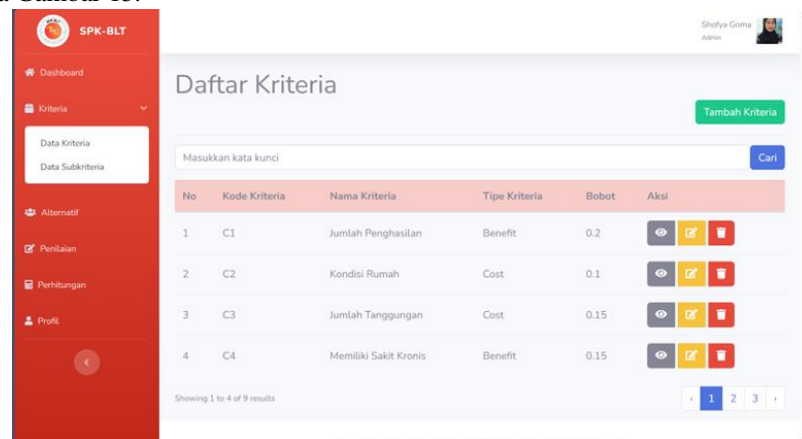 SPK-BLT
Shofya Goma
Admin
Dashboard
Kriteria
Data Kriteria
Data Subkriteria
Alternatif
Penilaian
Perhitungan
Profil
Daftar Kriteria
Tambah Kriteria
Masukkan kata kunci
Cari
No Kode Kriteria Nama Kriteria Tipe Kriteria Bobot Aksi
1 C1 Jumlah Penghasilan Benefit 0.2
2 C2 Kondisi Rumah Cost 0.1
3 C3 Jumlah Tanggungan Cost 0.15
4 C4 Memiliki Sakit Kronis Benefit 0.15
Showing 1 to 4 of 9 results
‹ 1 2 3 ›